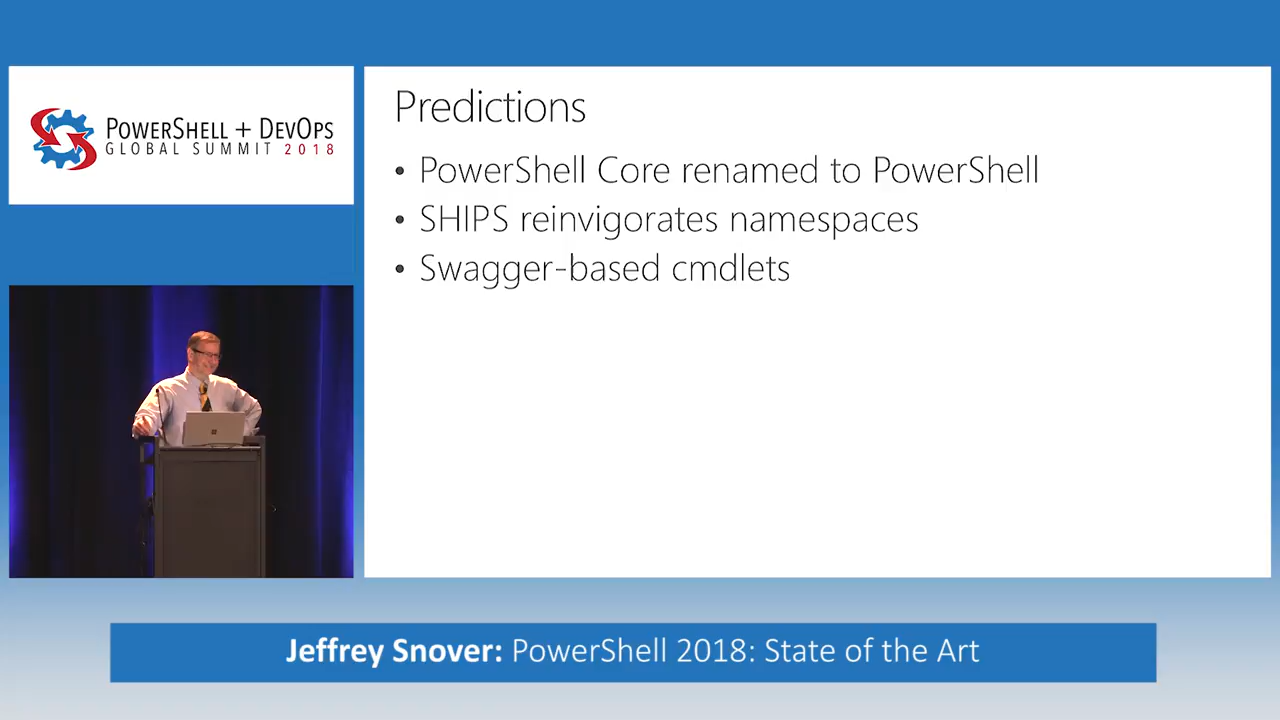 POWERSHELL + DEVOPS
GLOBAL SUMMIT 2018
Predictions
• PowerShell Core renamed to PowerShell
• SHIPS reinvigorates namespaces
• Swagger-based cmdlets
Jeffrey Snover: PowerShell 2018: State of the Art